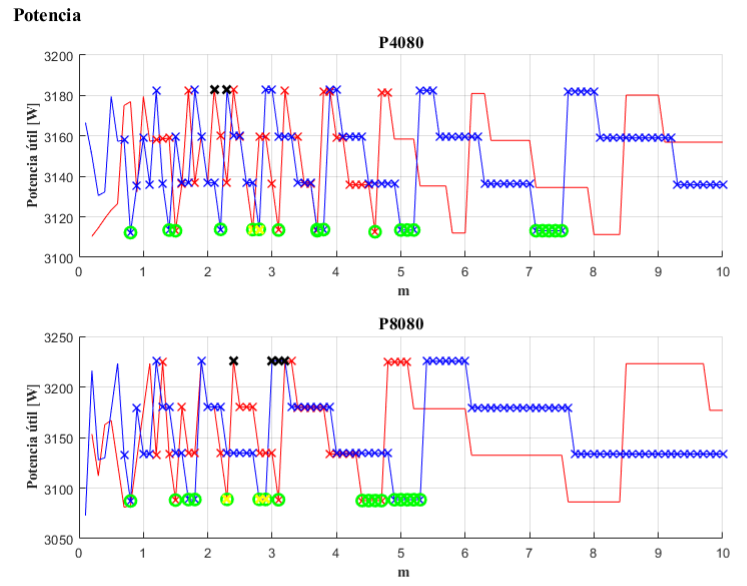 Potencia
P4080
Potencia útil [W]
3200
3180
3160
3140
3120
3100
0 1 2 3 4 5 6 7 8 9 10
m
P8080
Potencia útil [W]
3250
3200
3150
3100
3050
0 1 2 3 4 5 6 7 8 9 10
m